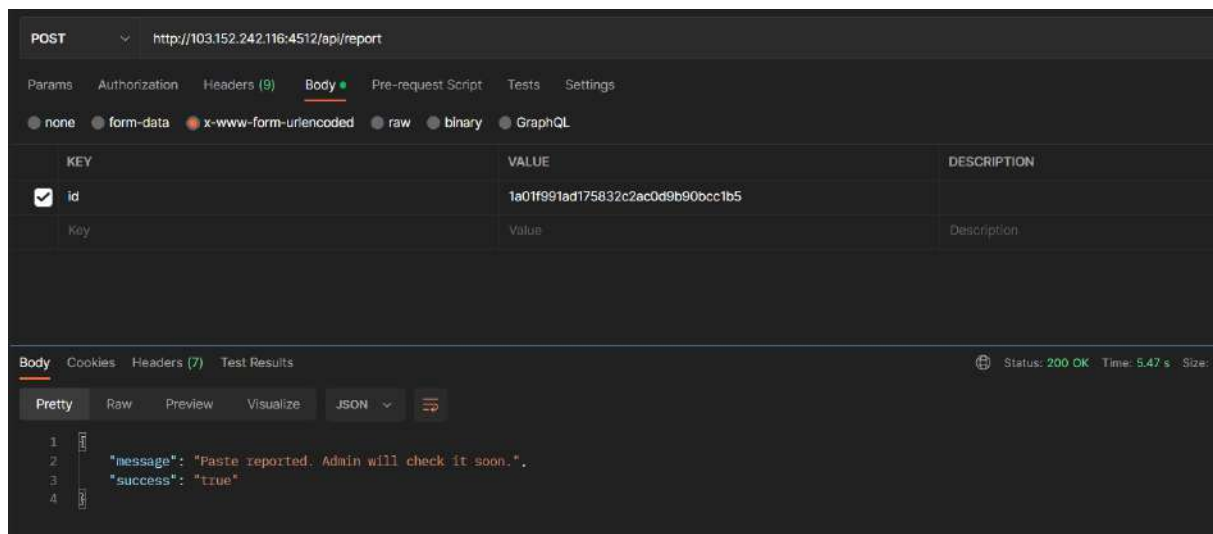 POST http://103.152.242.116:4512/api/report
Params Authorization Headers (9) Body Pre-request Script Tests Settings
none form-data x-www-form-urlencoded raw binary GraphQL
KEY VALUE DESCRIPTION
id 1a01f991ad175832c2ac0d9b90bcc1b5
Key Value Description
Body Cookies Headers (7) Test Results Status: 200 OK Time: 5.47 s Size:
Pretty Raw Preview Visualize JSON
1 {
2 "message": "Paste reported. Admin will check it soon.",
3 "success": "true"
4 }